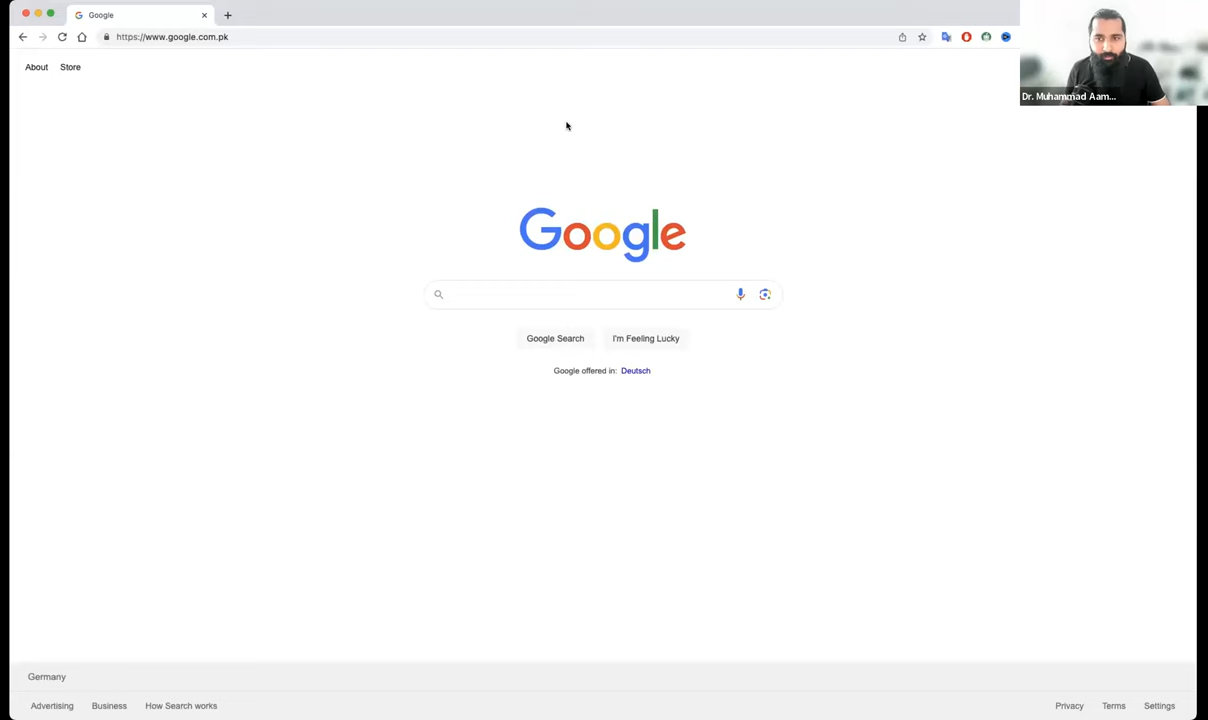 Google
https://www.google.com.pk
Dr. Muhammad Aam...
About Store
Google
Google Search I'm Feeling Lucky
Google offered in: Deutsch
Germany
Advertising Business How Search works Privacy Terms Settings